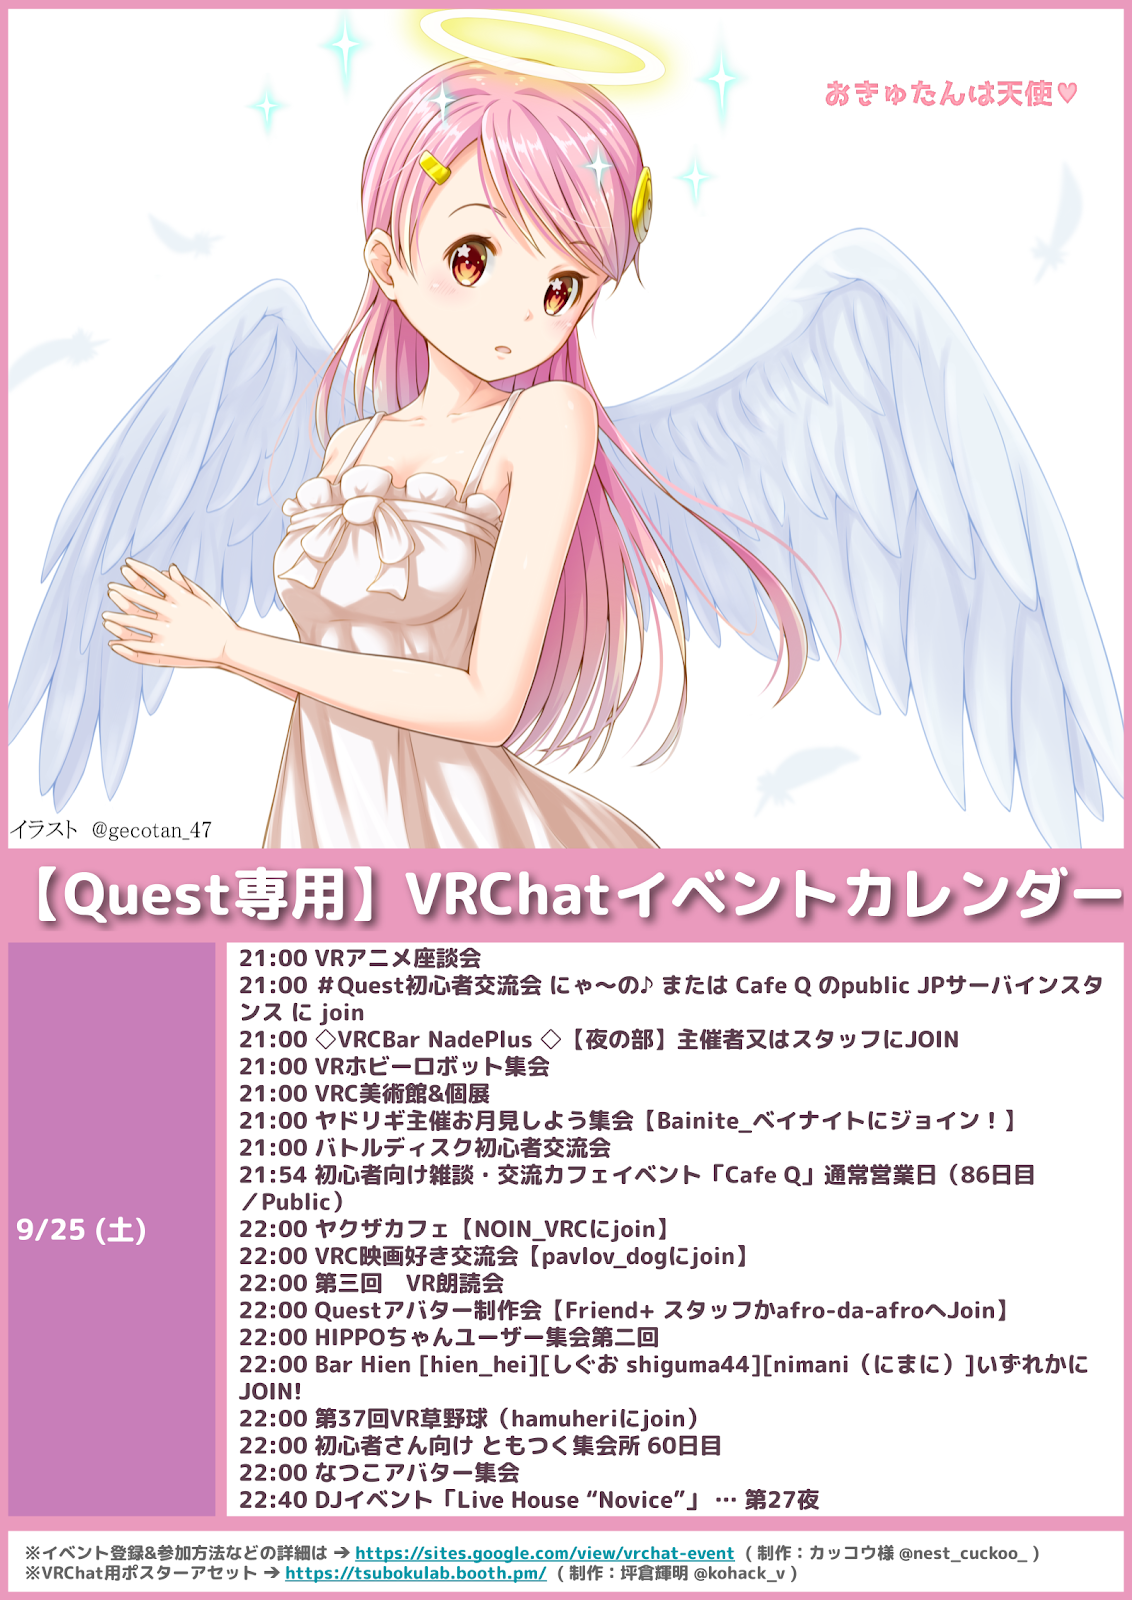 おきゅたんは天使♥
イラスト @gecotan_47
【Quest専用】VRChatイベントカレンダー
9/25 (土)
21:00 VRアニメ座談会
21:00 ＃Quest初心者交流会 にゃ〜の♪ または Cafe Q のpublic JPサーバインスタ
ンス に join
21:00 ◇VRCBar NadePlus ◇【夜の部】主催者又はスタッフにJOIN
21:00 VRホビーロボット集会
21:00 VRC美術館&個展
21:00 ヤドリギ主催お月見しよう集会【Bainite_ベイナイトにジョイン！】
21:00 バトルディスク初心者交流会
21:54 初心者向け雑談・交流カフェイベント「Cafe Q」通常営業日（86日目
／Public）
22:00 ヤクザカフェ【NOIN_VRCにjoin】
22:00 VRC映画好き交流会【pavlov_dogにjoin】
22:00 第三回　VR朗読会
22:00 Questアバター制作会【Friend+ スタッフかafro-da-afroへJoin】
22:00 HIPPOちゃんユーザー集会第二回
22:00 Bar Hien [hien_hei][しぐお shiguma44][nimani（にまに）]いずれかに
JOIN!
22:00 第37回VR草野球（hamuheriにjoin）
22:00 初心者さん向け ともつく集会所 60日目
22:00 なつこアバター集会
22:40 DJイベント「Live House “Novice”」 … 第27夜
※イベント登録&参加方法などの詳細は ➔ https://sites.google.com/view/vrchat-event （ 制作：カッコウ様 @nest_cuckoo_ ）
※VRChat用ポスターアセット ➔ https://tsubokulab.booth.pm/ （ 制作：坪倉輝明 @kohack_v ）